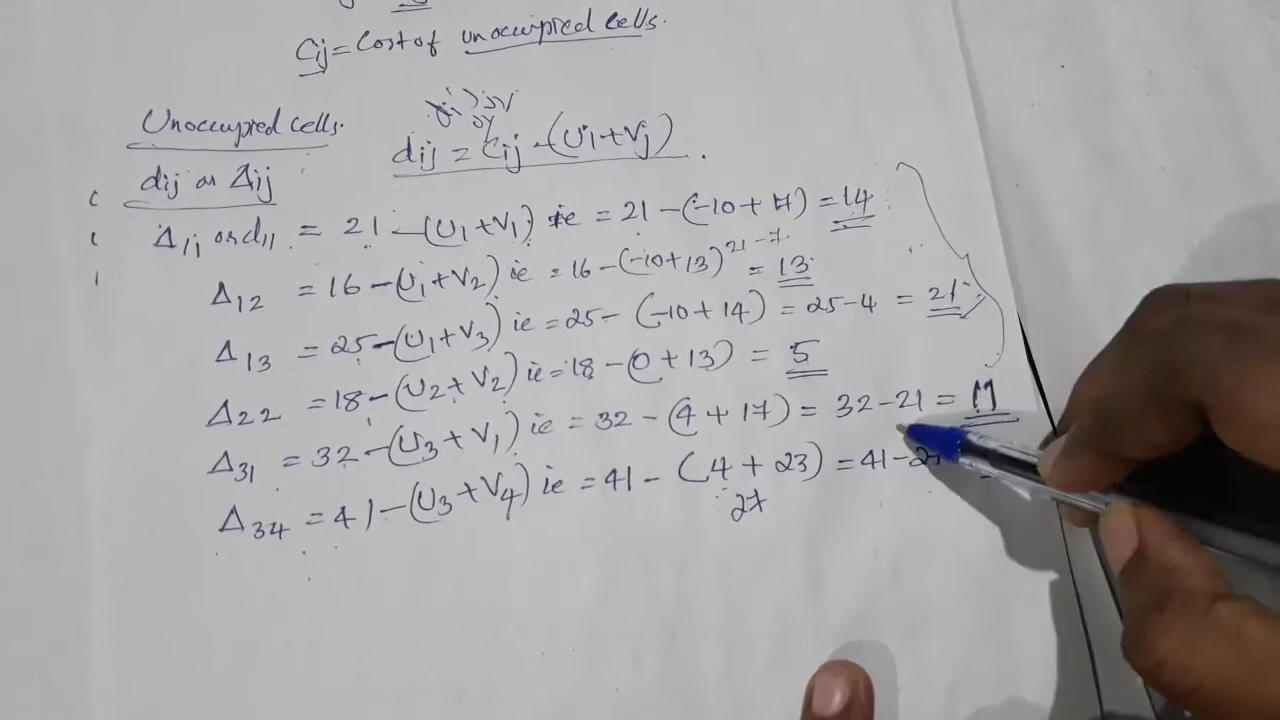 Cij = Cost of unoccupied cells.
Unoccupied cells.
dij = Cij - (Ui + Vj).
dij or Δij
Δ11 or d11 = 21 - (U1 + V1) ie = 21 - (-10 + 17) = 14
21 - 7
Δ12 = 16 - (U1 + V2) ie = 16 - (-10 + 13) = 13
Δ13 = 25 - (U1 + V3) ie = 25 - (-10 + 14) = 25 - 4 = 21
Δ22 = 18 - (U2 + V2) ie = 18 - (0 + 13) = 5
Δ31 = 32 - (U3 + V1) ie = 32 - (4 + 17) = 32 - 21 = 11
Δ34 = 41 - (U3 + V4) ie = 41 - (4 + 23) = 41 -
27